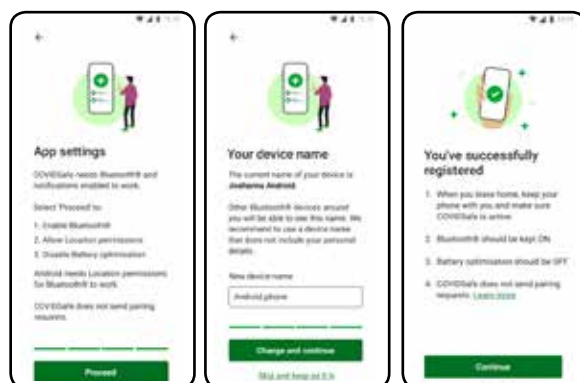 App settings
COVIDSafe needs Bluetooth® and
notifications enabled to work.
Select 'Proceed' to:
1. Enable Bluetooth®
2. Allow Location permissions
3. Disable Battery optimisation
Android needs Location permissions
for Bluetooth® to work.
COVIDSafe does not send pairing
requests.
Proceed
Your device name
The current name of your device is
Android.
Other Bluetooth® devices around
you will be able to see this name. We
recommend to use a device name
that does not include your personal
details.
New device name
Android phone
Change and continue
Skip and keep as it is
You've successfully
registered
1. When you leave home, keep your
phone with you and make sure
COVIDSafe is active.
2. Bluetooth® should be kept ON
3. Battery optimisation should be OFF
4. COVIDSafe does not send pairing
requests. Learn more
Continue